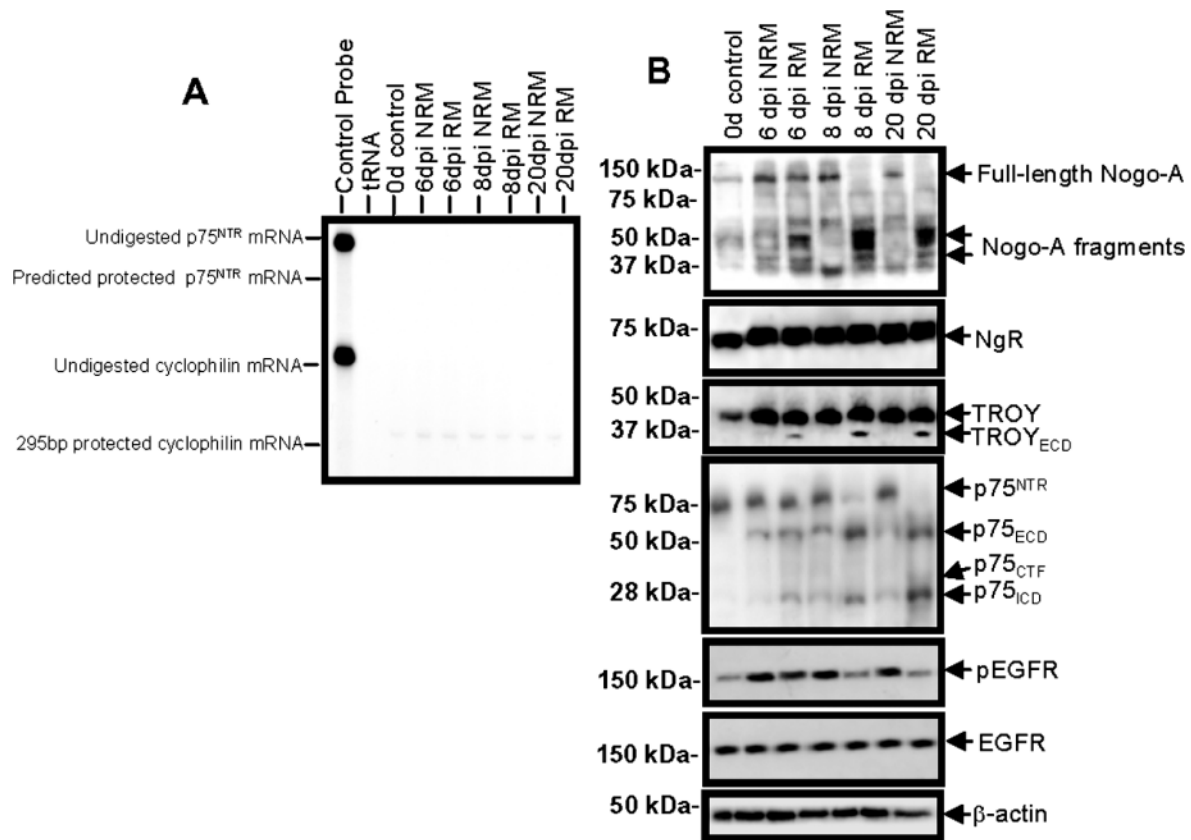 A
Control Probe
tRNA
0d control
6dpi NRM
6dpi RM
8dpi NRM
8dpi RM
20dpi NRM
20dpi RM
Undigested p75NTR mRNA
Predicted protected p75NTR mRNA
Undigested cyclophilin mRNA
295bp protected cyclophilin mRNA
B
0d control
6 dpi NRM
6 dpi RM
8 dpi NRM
8 dpi RM
20 dpi NRM
20 dpi RM
150 kDa-
75 kDa-
50 kDa-
37 kDa-
Full-length Nogo-A
Nogo-A fragments
75 kDa-
NgR
50 kDa-
37 kDa-
TROY
TROYECD
75 kDa-
50 kDa-
28 kDa-
p75NTR
p75ECD
p75CTF
p75ICD
150 kDa-
pEGFR
150 kDa-
EGFR
50 kDa-
β-actin